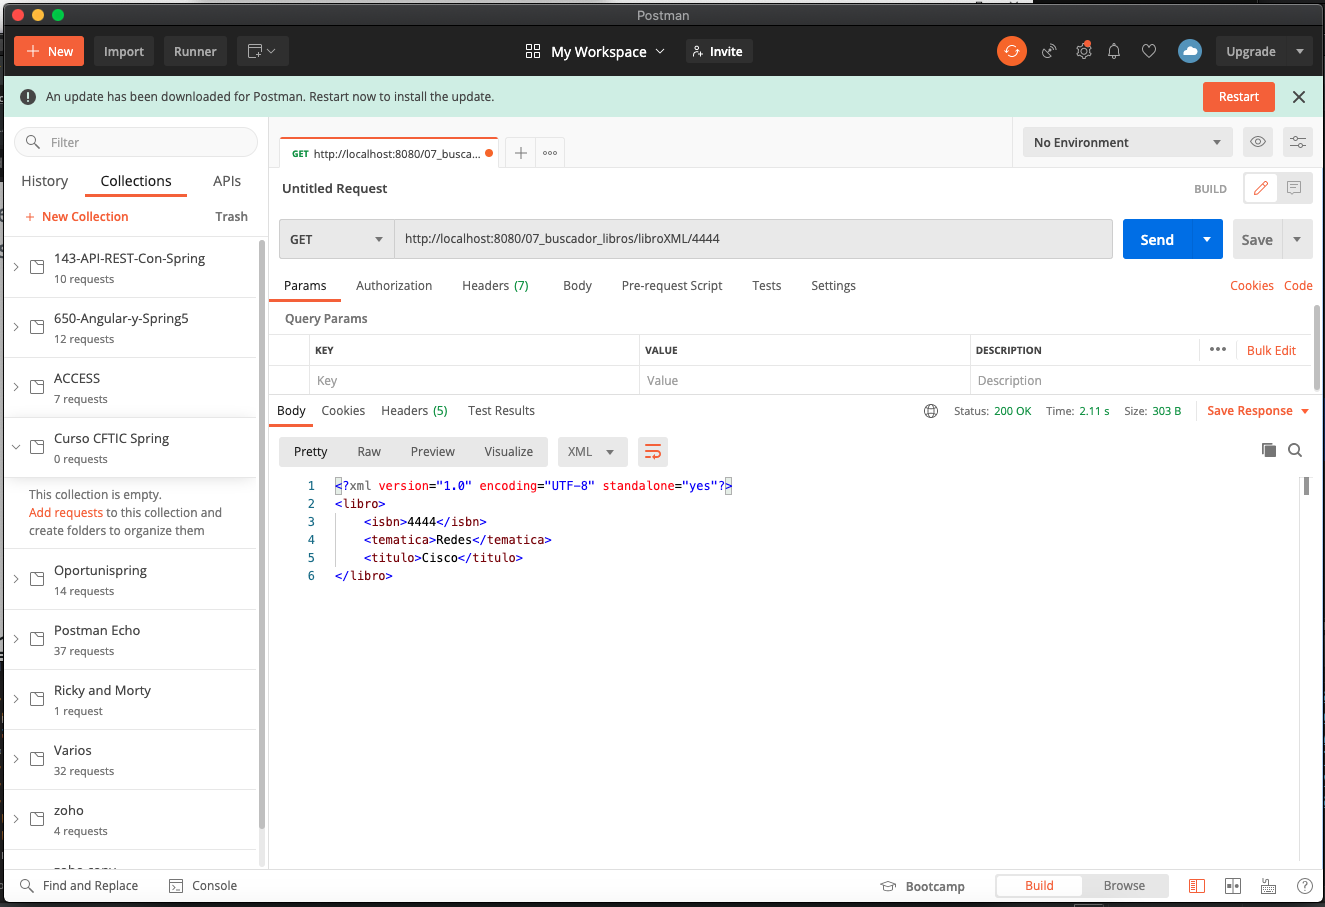 Postman
New
Import
Runner
My Workspace
Invite
Upgrade
An update has been downloaded for Postman. Restart now to install the update.
Restart
Filter
History
Collections
APIs
+ New Collection
Trash
143-API-REST-Con-Spring
10 requests
650-Angular-y-Spring5
12 requests
ACCESS
7 requests
Curso CFTIC Spring
0 requests
This collection is empty.
Add requests to this collection and
create folders to organize them
Oportunispring
14 requests
Postman Echo
37 requests
Ricky and Morty
1 request
Varios
32 requests
zoho
4 requests
GET http://localhost:8080/07_busca...
No Environment
Untitled Request
BUILD
GET
http://localhost:8080/07_buscador_libros/libroXML/4444
Send
Save
Params
Authorization
Headers (7)
Body
Pre-request Script
Tests
Settings
Cookies
Code
Query Params
KEY
VALUE
DESCRIPTION
Bulk Edit
Key
Value
Description
Body
Cookies
Headers (5)
Test Results
Status: 200 OK
Time: 2.11 s
Size: 303 B
Save Response
Pretty
Raw
Preview
Visualize
XML
1 <?xml version="1.0" encoding="UTF-8" standalone="yes"?>
2 <libro>
3 <isbn>4444</isbn>
4 <tematica>Redes</tematica>
5 <titulo>Cisco</titulo>
6 </libro>
Find and Replace
Console
Bootcamp
Build
Browse